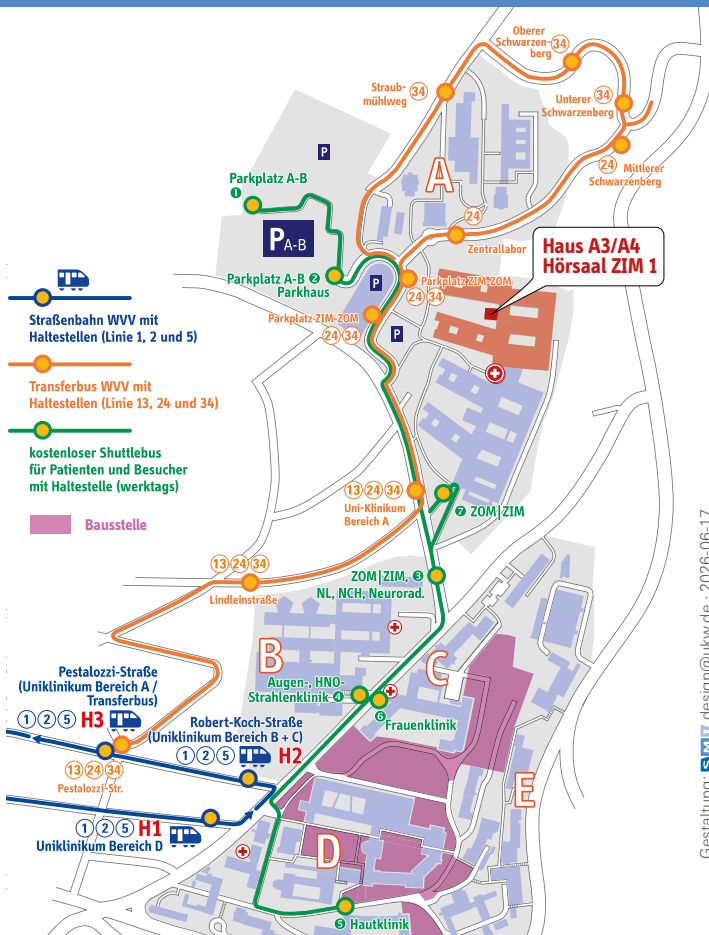 Oberer
Schwarzen-
berg
34
Straub-
mühlweg
34
Unterer
Schwarzenberg
34
24
Mittlerer
Schwarzenberg
P
A
Parkplatz A-B
1
24
Zentrallabor
P A-B
Haus A3/A4
Hörsaal ZIM 1
Parkplatz A-B 2
Parkhaus
P
Parkplatz ZIM-ZOM
24 34
Parkplatz ZIM-ZOM
24 34
P
Straßenbahn WVV mit
Haltestellen (Linie 1, 2 und 5)
Transferbus WVV mit
Haltestellen (Linie 13, 24 und 34)
kostenloser Shuttlebus
für Patienten und Besucher
mit Haltestelle (werktags)
Baustelle
13 24 34
Uni-Klinikum
Bereich A
7 ZOM|ZIM
13 24 34
Lindleinstraße
ZOM|ZIM, 3
NL, NCH, Neurorad.
B
C
Augen-, HNO-
Strahlenklinik 4
6
Frauenklinik
Pestalozzi-Straße
(Uniklinikum Bereich A /
Transferbus)
1 2 5 H3
Robert-Koch-Straße
(Uniklinikum Bereich B + C)
1 2 5 H2
13 24 34
Pestalozzi-Str.
E
1 2 5 H1
Uniklinikum Bereich D
D
5 Hautklinik
Gestaltung: SMI design@ukw.de · 2026-06-17